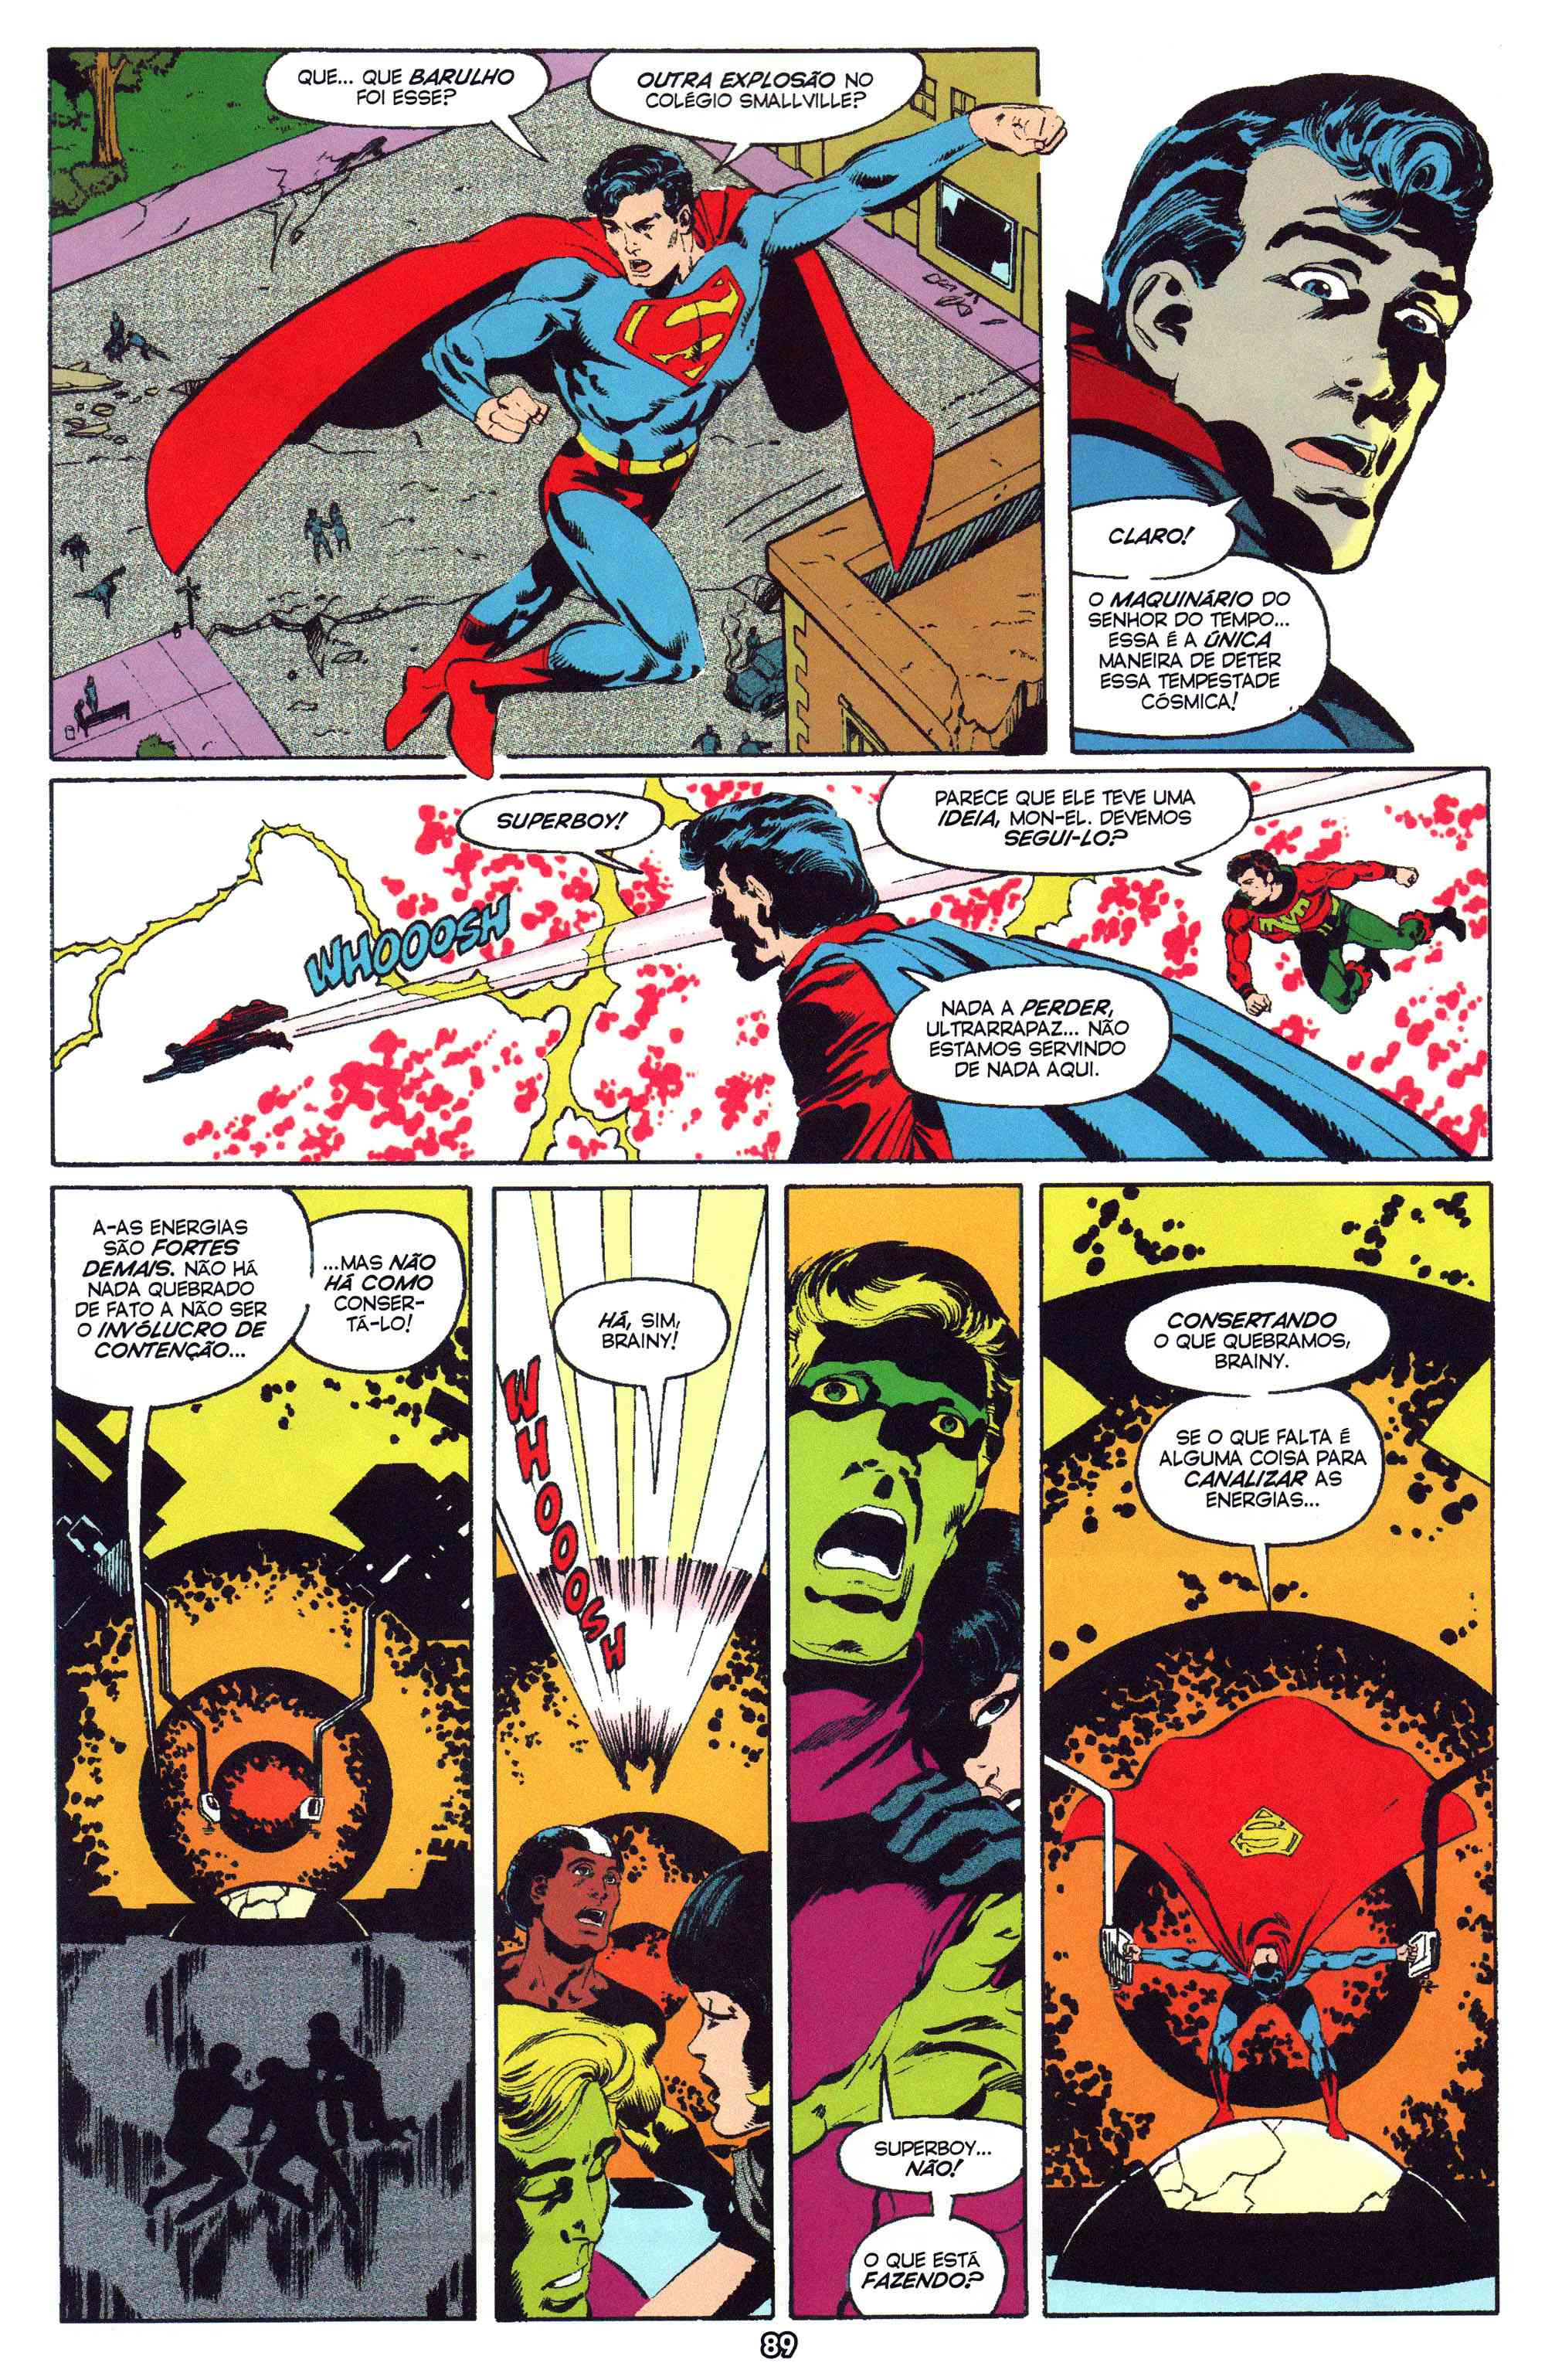 QUE... QUE BARULHO
FOI ESSE?
OUTRA EXPLOSÃO NO
COLÉGIO SMALLVILLE?
CLARO!
O MAQUINÁRIO DO
SENHOR DO TEMPO...
ESSA É A ÚNICA
MANEIRA DE DETER
ESSA TEMPESTADE
CÓSMICA!
SUPERBOY!
PARECE QUE ELE TEVE UMA
IDEIA, MON-EL. DEVEMOS
SEGUI-LO?
WHOOOSH
NADA A PERDER,
ULTRARRAPAZ... NÃO
ESTAMOS SERVINDO
DE NADA AQUI.
A-AS ENERGIAS
SÃO FORTES
DEMAIS. NÃO HÁ
NADA QUEBRADO
DE FATO A NÃO SER
O INVÓLUCRO DE
CONTENÇÃO...
...MAS NÃO
HÁ COMO
CONSER-
TÁ-LO!
HÁ, SIM,
BRAINY!
WHOOOSH
SUPERBOY...
NÃO!
O QUE ESTÁ
FAZENDO?
CONSERTANDO
O QUE QUEBRAMOS,
BRAINY.
SE O QUE FALTA É
ALGUMA COISA PARA
CANALIZAR AS
ENERGIAS...
89